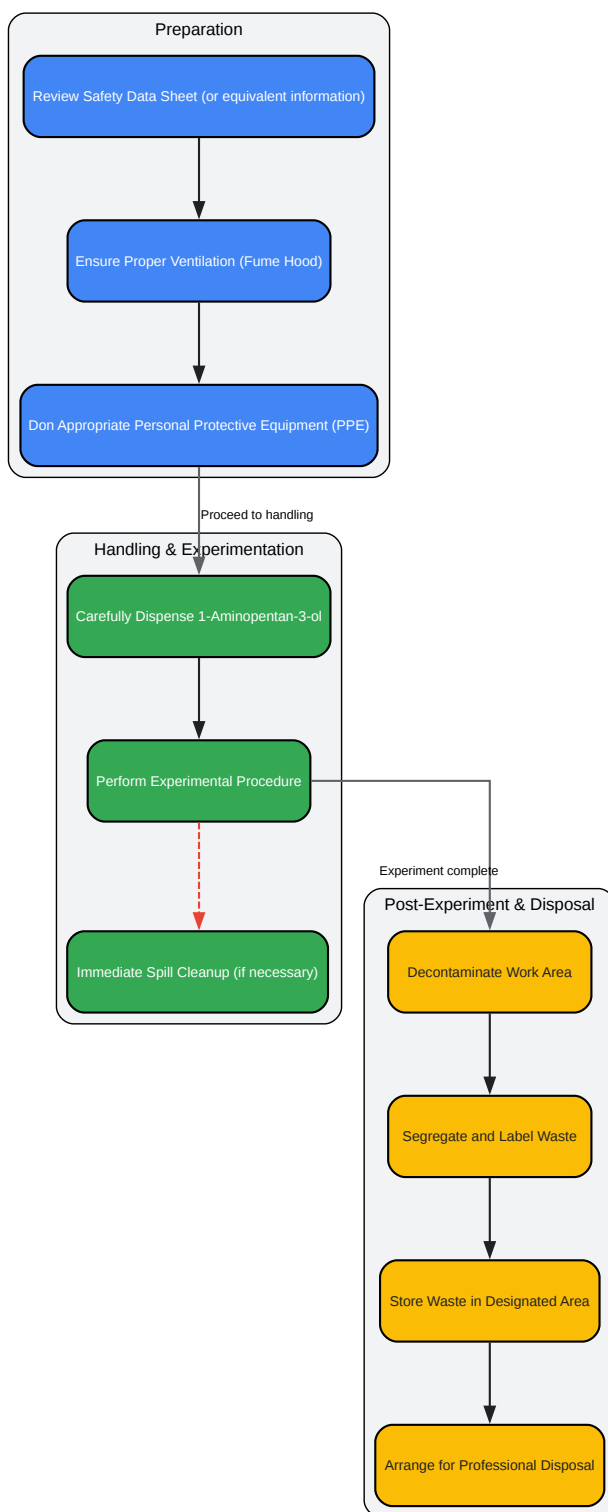 Preparation
Review Safety Data Sheet (or equivalent information)
Ensure Proper Ventilation (Fume Hood)
Don Appropriate Personal Protective Equipment (PPE)
Proceed to handling
Handling & Experimentation
Carefully Dispense 1-Aminopentan-3-ol
Perform Experimental Procedure
Immediate Spill Cleanup (if necessary)
Experiment complete
Post-Experiment & Disposal
Decontaminate Work Area
Segregate and Label Waste
Store Waste in Designated Area
Arrange for Professional Disposal